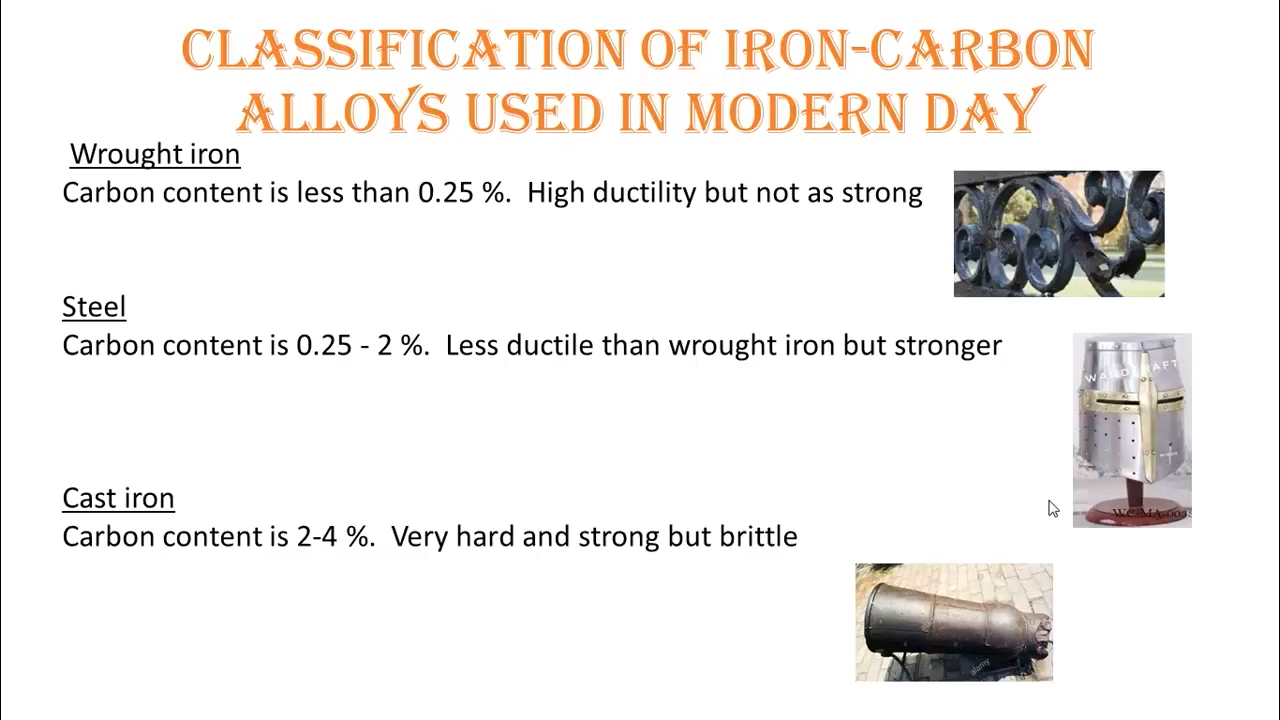 CLASSIFICATION OF IRON-CARBON
ALLOYS USED IN MODERN DAY
Wrought iron
Carbon content is less than 0.25 %.  High ductility but not as strong
Steel
Carbon content is 0.25 - 2 %.  Less ductile than wrought iron but stronger
Cast iron
Carbon content is 2-4 %.  Very hard and strong but brittle
alamy